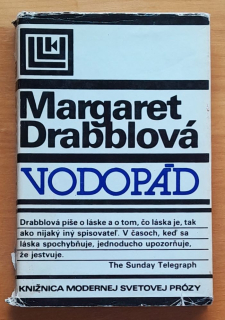 Margaret
Drabblová
VODOPÁD
Drabblová píše o láske a o tom, čo láska je, tak
ako nijaký iný spisovateľ. V časoch, keď sa
láska spochybňuje, jednoducho upozorňuje,
že jestvuje.
The Sunday Telegraph
KNIŽNICA MODERNEJ SVETOVEJ PRÓZY